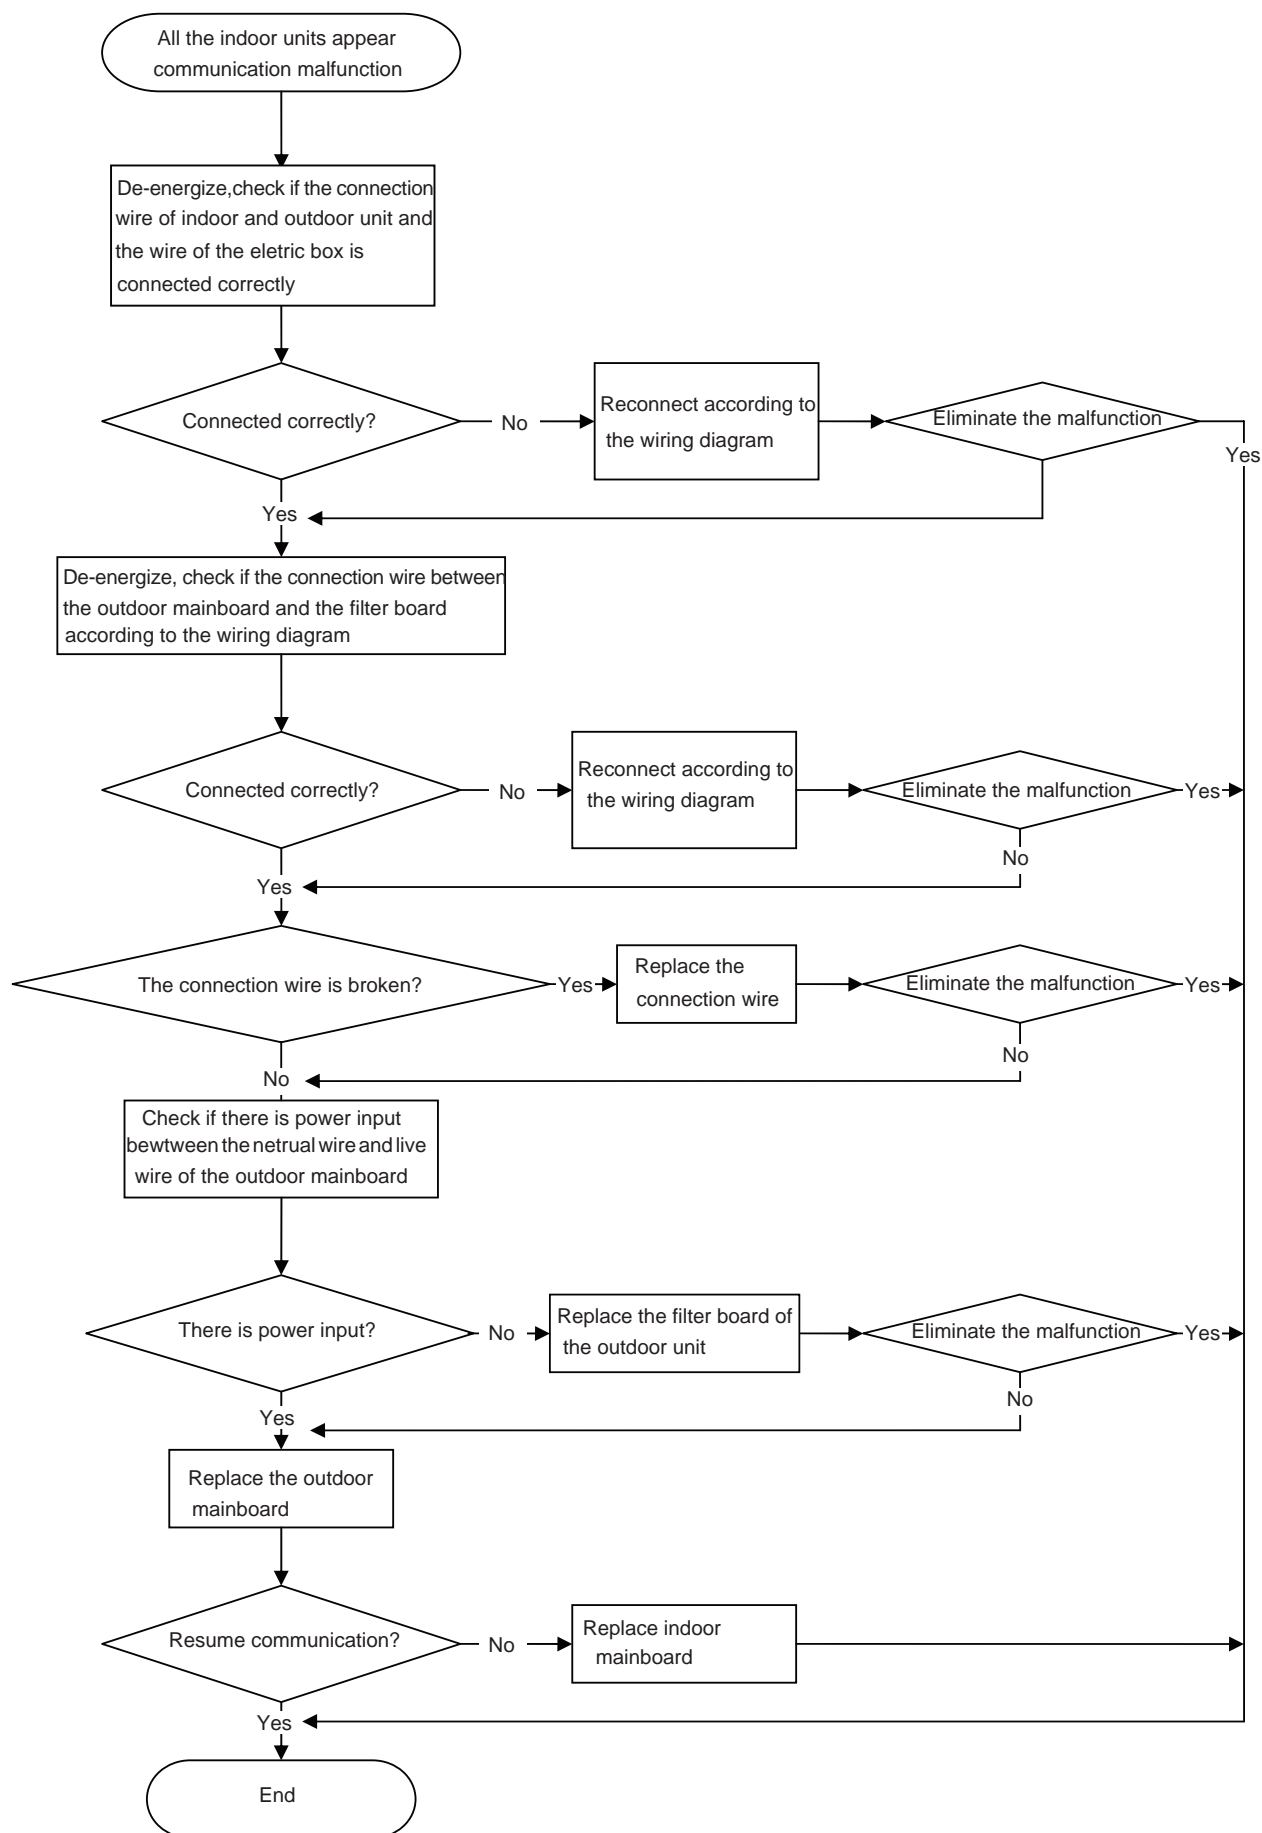 All the indoor units appear
communication malfunction
De-energize,check if the connection
wire of indoor and outdoor unit and
the wire of the eletric box is
connected correctly
Connected correctly?
No
Reconnect according to
the wiring diagram
Eliminate the malfunction
Yes
Yes
De-energize, check if the connection wire between
the outdoor mainboard and the filter board
according to the wiring diagram
Connected correctly?
No
Reconnect according to
the wiring diagram
Eliminate the malfunction
Yes
No
Yes
The connection wire is broken?
Yes
Replace the
connection wire
Eliminate the malfunction
Yes
No
No
Check if there is power input
bewtween the netrual wire and live
wire of the outdoor mainboard
There is power input?
No
Replace the filter board of
the outdoor unit
Eliminate the malfunction
Yes
No
Yes
Replace the outdoor
mainboard
Resume communication?
No
Replace indoor
mainboard
Yes
End